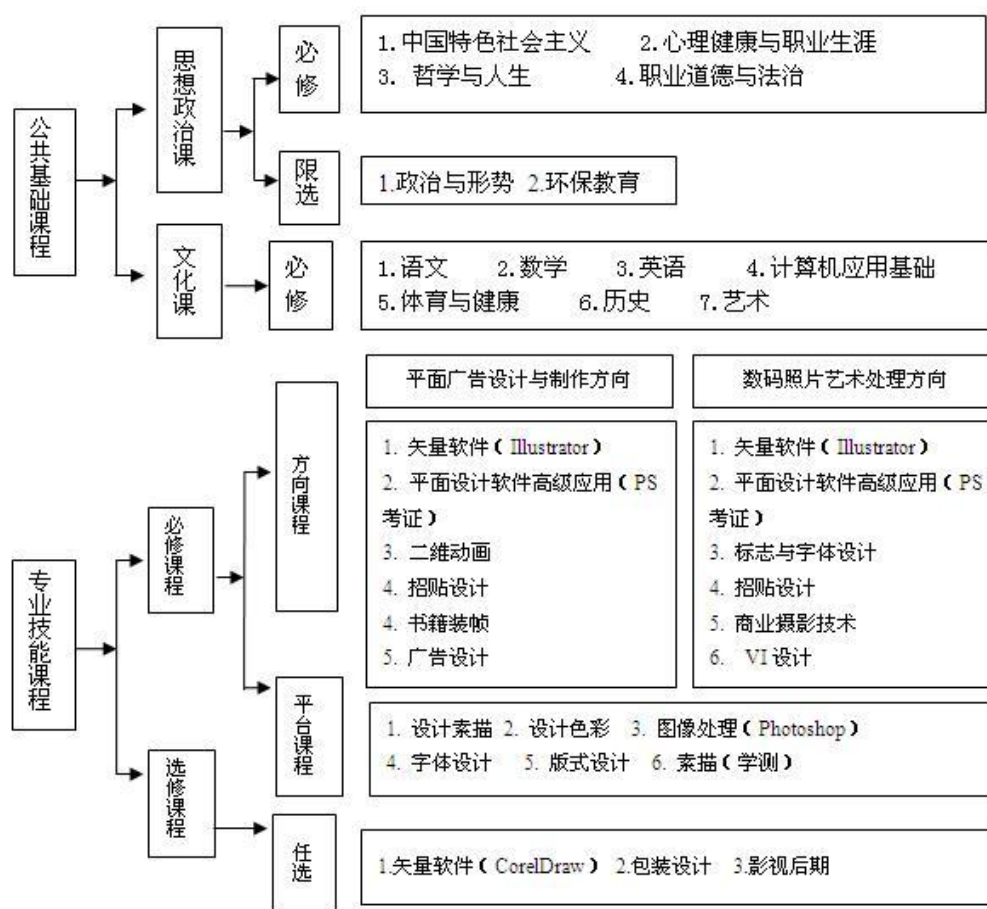 公共基础课程
思想政治课
必修
1.中国特色社会主义 2.心理健康与职业生涯
3. 哲学与人生 4.职业道德与法治
限选
1.政治与形势 2.环保教育
文化课
必修
1.语文 2.数学 3.英语 4.计算机应用基础
5.体育与健康 6.历史 7.艺术
专业技能课程
必修课程
方向课程
平面广告设计与制作方向
1. 矢量软件（Illustrator）
2. 平面设计软件高级应用（PS
考证）
3. 二维动画
4. 招贴设计
4. 书籍装帧
5. 广告设计
数码照片艺术处理方向
1. 矢量软件（Illustrator）
2. 平面设计软件高级应用（PS
考证）
3. 标志与字体设计
4. 招贴设计
5. 商业摄影技术
6. VI 设计
平台课程
1. 设计素描 2. 设计色彩 3. 图像处理（Photoshop）
4. 字体设计 5. 版式设计 6. 素描（学测）
选修课程
任选
1.矢量软件（CorelDraw）2.包装设计 3.影视后期